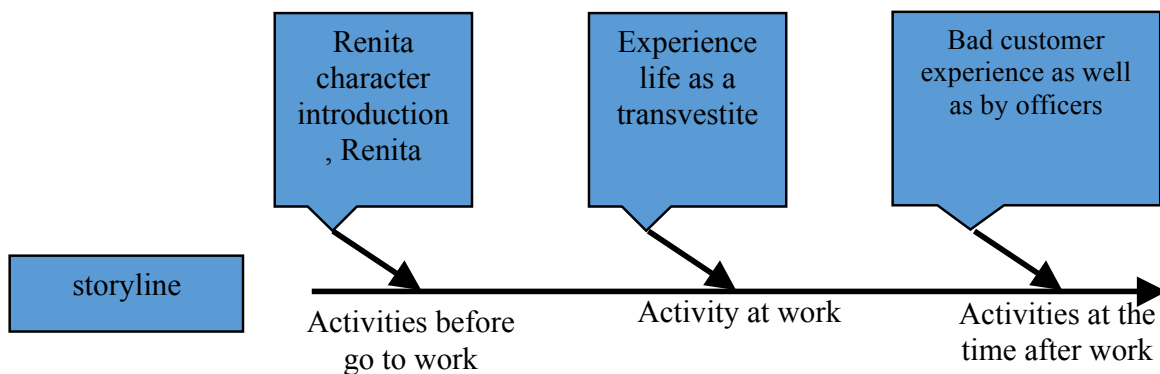 Renita
character
introduction
, Renita
Experience
life as a
transvestite
Bad customer
experience as well
as by officers
storyline
Activities before
go to work
Activity at work
Activities at the
time after work